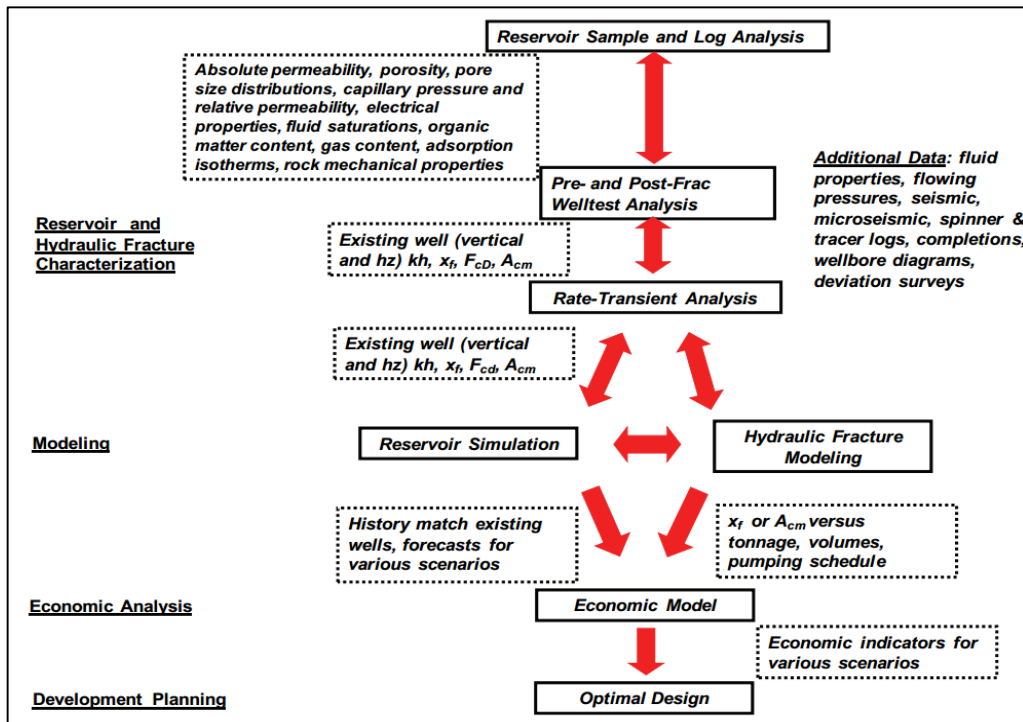 Reservoir Sample and Log Analysis
Absolute permeability, porosity, pore
size distributions, capillary pressure and
relative permeability, electrical
properties, fluid saturations, organic
matter content, gas content, adsorption
isotherms, rock mechanical properties
Pre- and Post-Frac
Welltest Analysis
Additional Data: fluid
properties, flowing
pressures, seismic,
microseismic, spinner &
tracer logs, completions,
wellbore diagrams,
deviation surveys
Reservoir and
Hydraulic Fracture
Characterization
Existing well (vertical
and hz) kh, xf, FcD, Acm
Rate-Transient Analysis
Existing well (vertical
and hz) kh, xf, Fcd, Acm
Modeling
Reservoir Simulation
Hydraulic Fracture
Modeling
History match existing
wells, forecasts for
various scenarios
xf or Acm versus
tonnage, volumes,
pumping schedule
Economic Analysis
Economic Model
Economic indicators for
various scenarios
Development Planning
Optimal Design